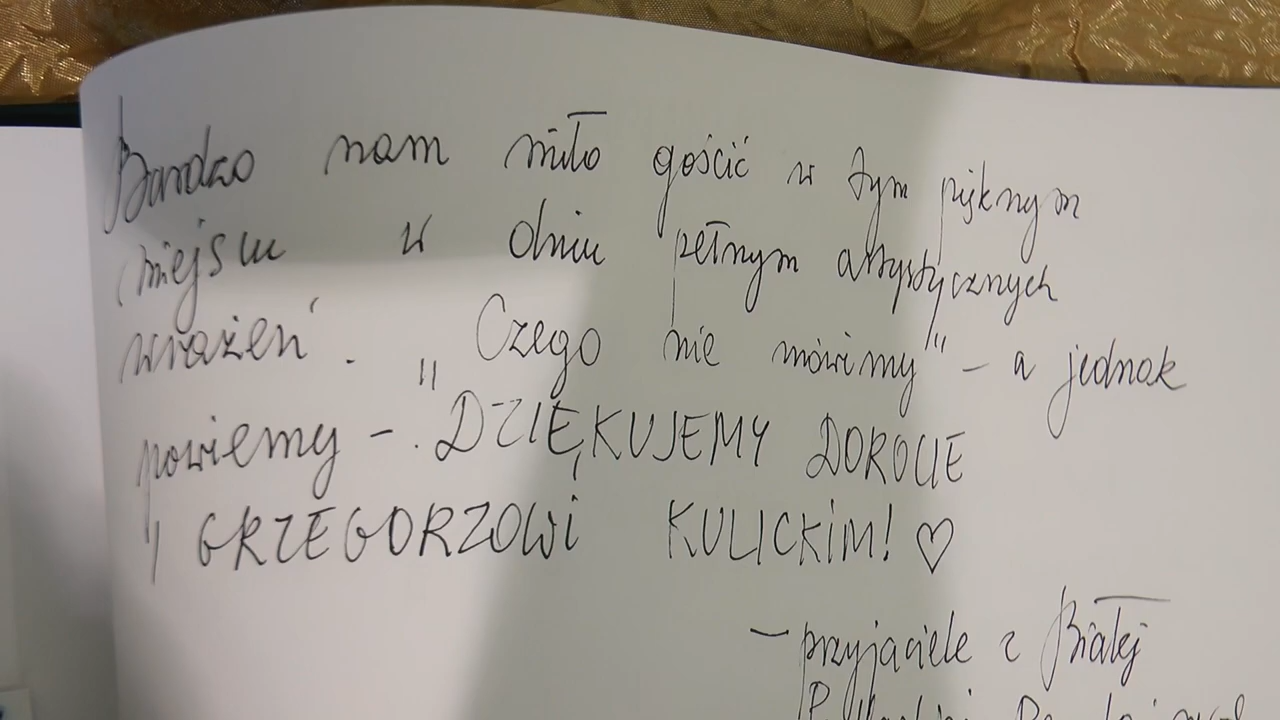 Bardzo nam miło gościć w tym pięknym
miejscu w dniu pełnym artystycznych
wrażeń. "Czego nie mówimy" – a jednak
powiemy – DZIĘKUJEMY DOROCIE
I GRZEGORZOWI KULICKIM! ♡
– przyjaciele z Białej